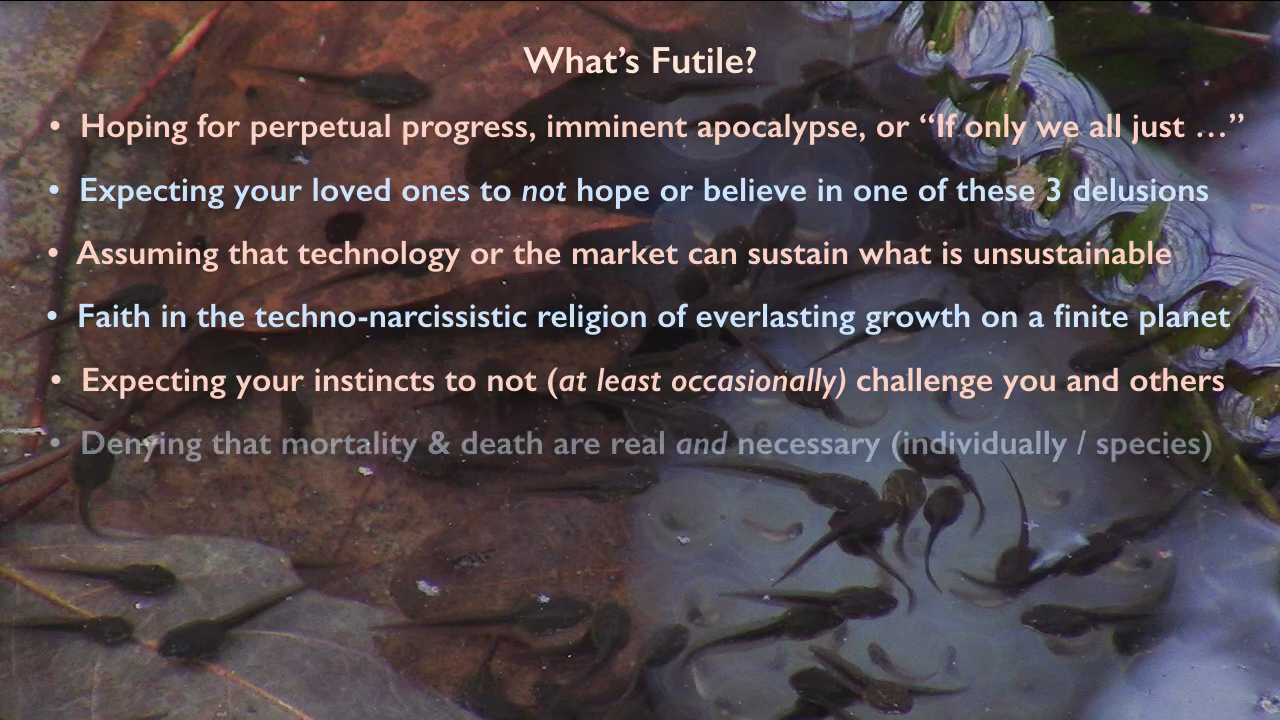 What’s Futile?
• Hoping for perpetual progress, imminent apocalypse, or “If only we all just …”
• Expecting your loved ones to not hope or believe in one of these 3 delusions
• Assuming that technology or the market can sustain what is unsustainable
• Faith in the techno-narcissistic religion of everlasting growth on a finite planet
• Expecting your instincts to not (at least occasionally) challenge you and others
• Denying that mortality & death are real and necessary (individually / species)